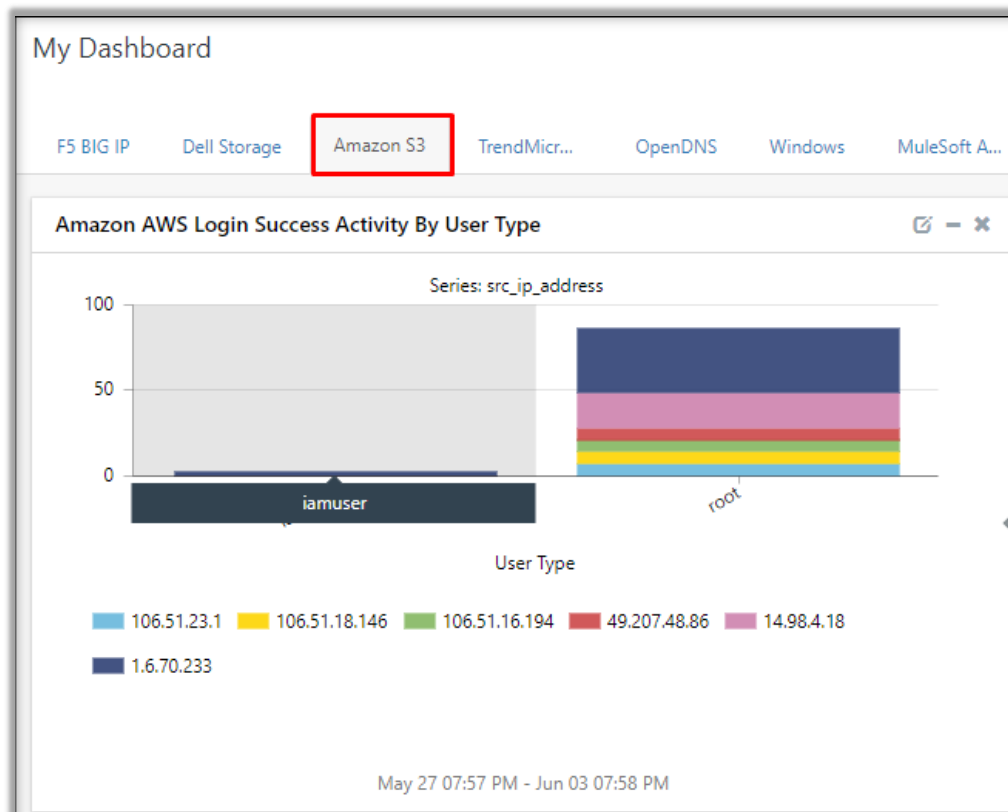 My Dashboard
F5 BIG IP Dell Storage Amazon S3 TrendMicr... OpenDNS Windows MuleSoft A...
Amazon AWS Login Success Activity By User Type
Series: src_ip_address
100
50
0
iamuser
root
User Type
106.51.23.1 106.51.18.146 106.51.16.194 49.207.48.86 14.98.4.18
1.6.70.233
May 27 07:57 PM - Jun 03 07:58 PM